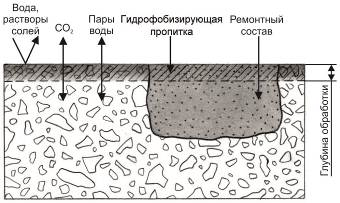 Вода,
растворы
солей
CO₂
Пары
воды
Гидрофобизирующая
пропитка
Ремонтный
состав
Глубина обработки